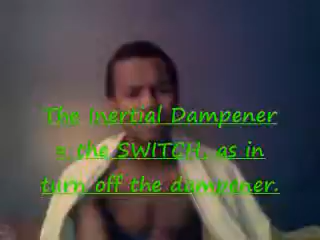 The Inertial Dampener
= the SWITCH, as in
turn off the dampener.